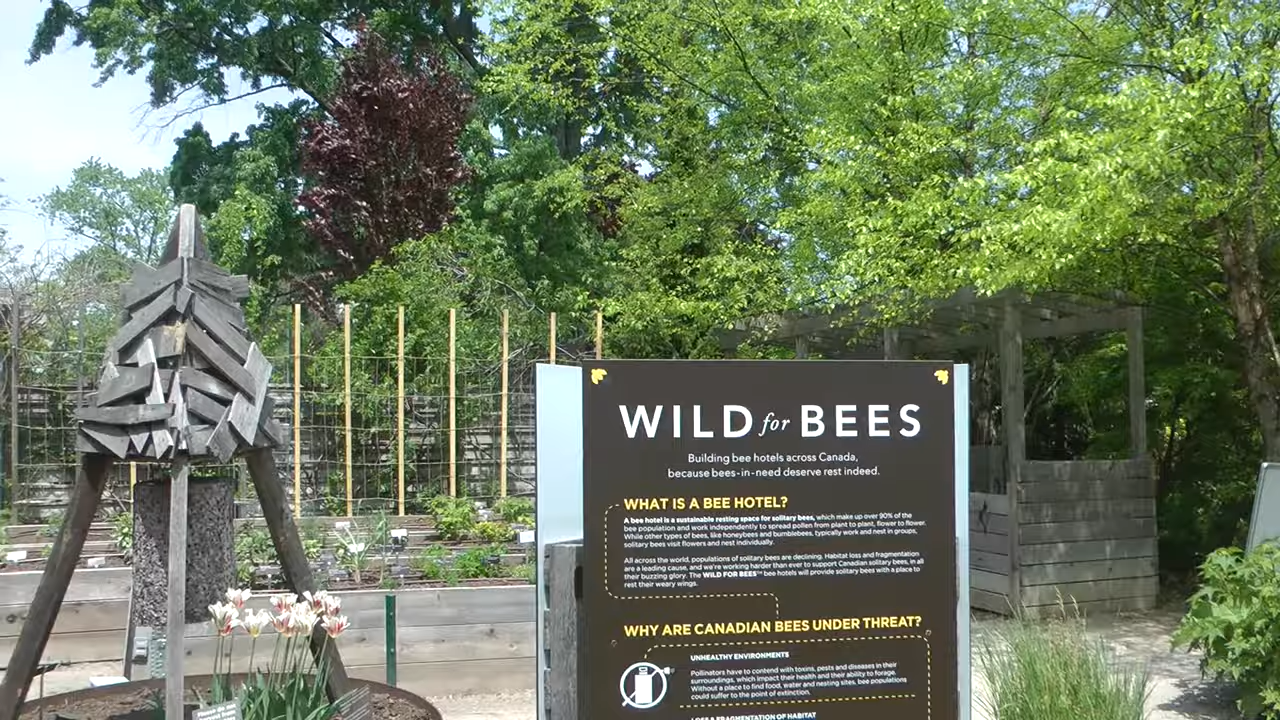 WILD for BEES
Building bee hotels across Canada,
because bees-in-need deserve rest indeed.
WHAT IS A BEE HOTEL?
A bee hotel is a sustainable resting space for solitary bees, which make up over 90% of the
bee population and work independently to spread pollen from plant to plant, flower to flower.
While other types of bees, like honeybees and bumblebees, typically work and nest in groups,
solitary bees visit flowers and nest individually.
All across the world, populations of solitary bees are declining. Habitat loss and fragmentation
are a leading cause, and we're working harder than ever to support Canadian solitary bees, in all
their buzzing glory. The WILD FOR BEES™ bee hotels will provide solitary bees with a place to
rest their weary wings.
WHY ARE CANADIAN BEES UNDER THREAT?
UNHEALTHY ENVIRONMENTS
Pollinators have to contend with toxins, pests and diseases in their
surroundings, which impact their health and their ability to forage.
Without a place to find food, water and nesting sites, bee populations
could suffer to the point of extinction.
LOSS & FRAGMENTATION OF HABITAT